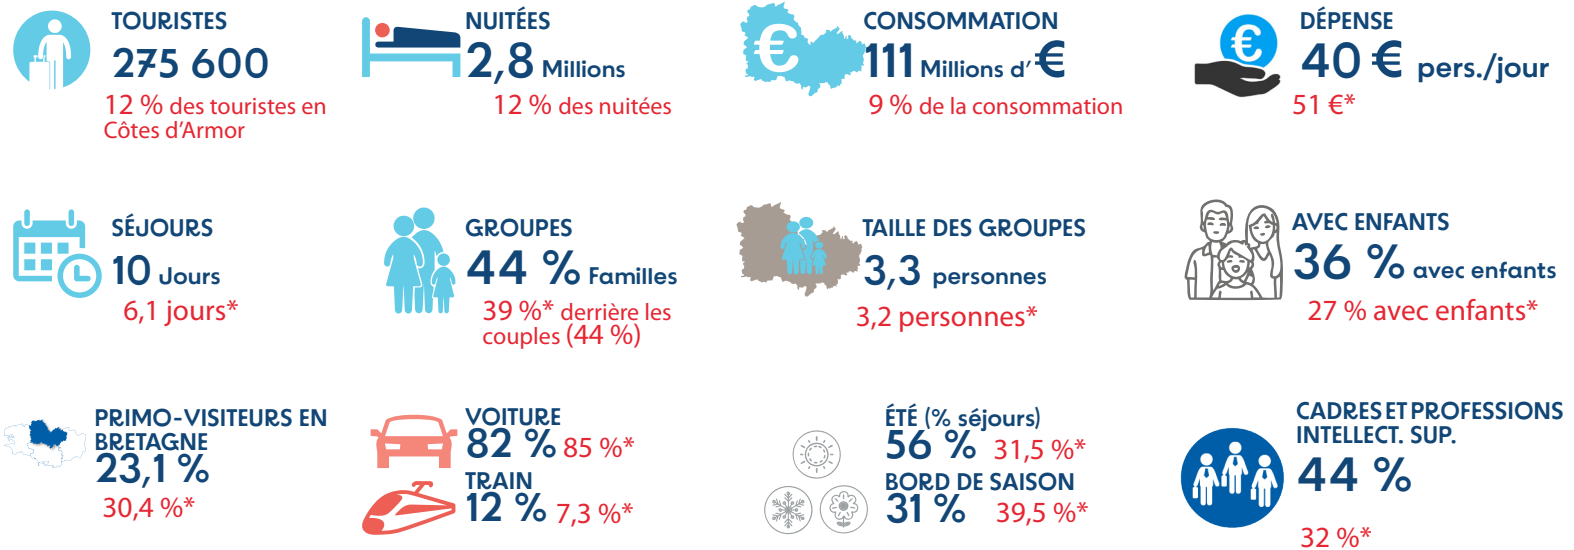 TOURISTES
275 600
12 % des touristes en
Côtes d’Armor
NUITÉES
2,8 Millions
12 % des nuitées
€
CONSOMMATION
111 Millions d’ €
9 % de la consommation
€
DÉPENSE
40 € pers./jour
51 €*
SÉJOURS
10 Jours
6,1 jours*
GROUPES
44 % Familles
39 %* derrière les
couples (44 %)
TAILLE DES GROUPES
3,3 personnes
3,2 personnes*
AVEC ENFANTS
36 % avec enfants
27 % avec enfants*
PRIMO-VISITEURS EN
BRETAGNE
23,1 %
30,4 %*
VOITURE
82 % 85 %*
TRAIN
12 % 7,3 %*
ÉTÉ (% séjours)
56 % 31,5 %*
BORD DE SAISON
31 % 39,5 %*
CADRES ET PROFESSIONS
INTELLECT. SUP.
44 %
32 %*